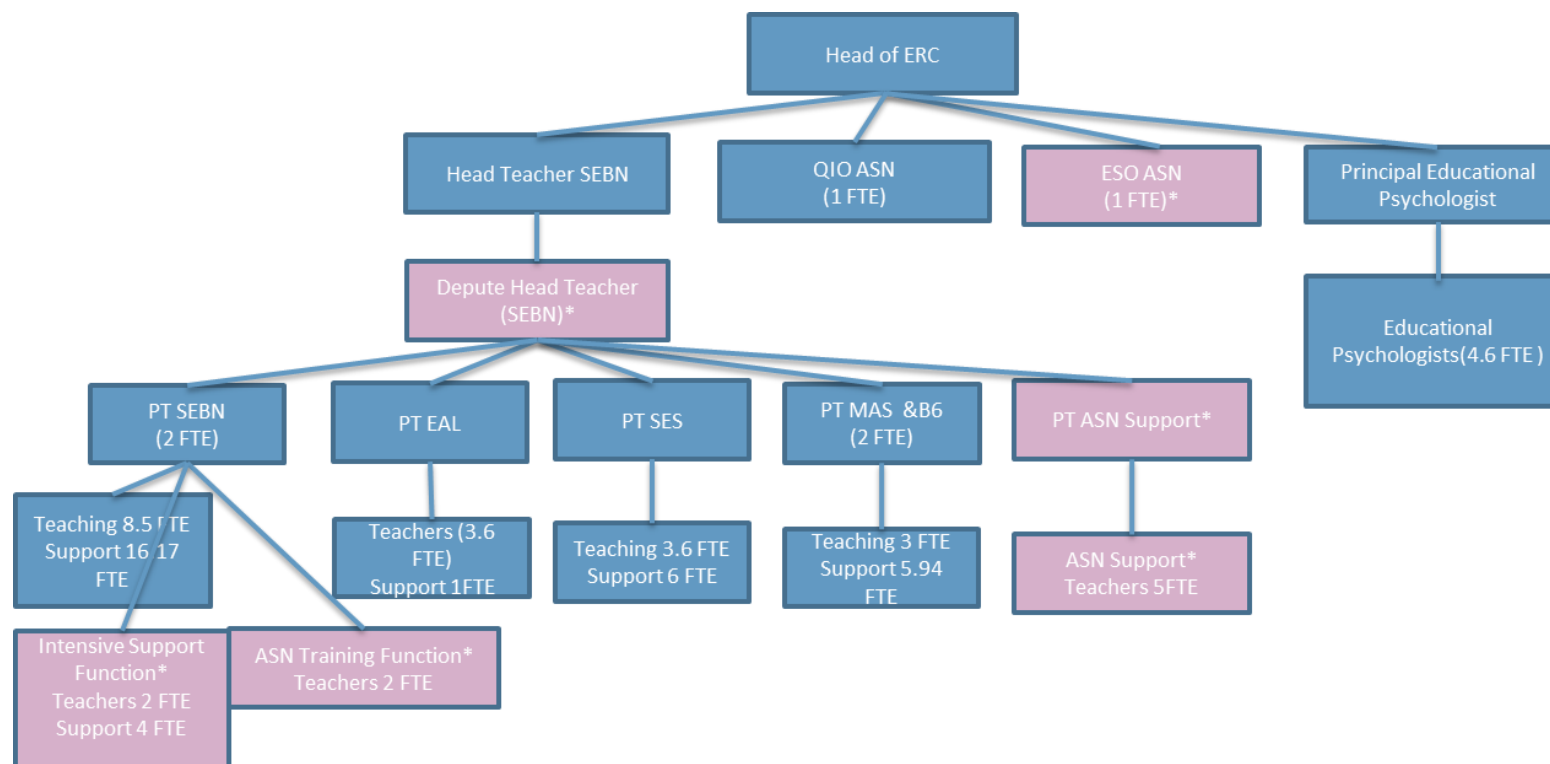 Head of ERC
Head Teacher SEBN
QIO ASN
(1 FTE)
ESO ASN
(1 FTE)*
Principal Educational
Psychologist
Depute Head Teacher
(SEBN)*
Educational
Psychologists(4.6 FTE )
PT SEBN
(2 FTE)
PT EAL
PT SES
PT MAS &B6
(2 FTE)
PT ASN Support*
Teaching 8.5 FTE
Support 16.17
FTE
Teachers (3.6
FTE)
Support 1FTE
Teaching 3.6 FTE
Support 6 FTE
Teaching 3 FTE
Support 5.94
FTE
ASN Support*
Teachers 5FTE
Intensive Support
Function*
Teachers 2 FTE
Support 4 FTE
ASN Training Function*
Teachers 2 FTE